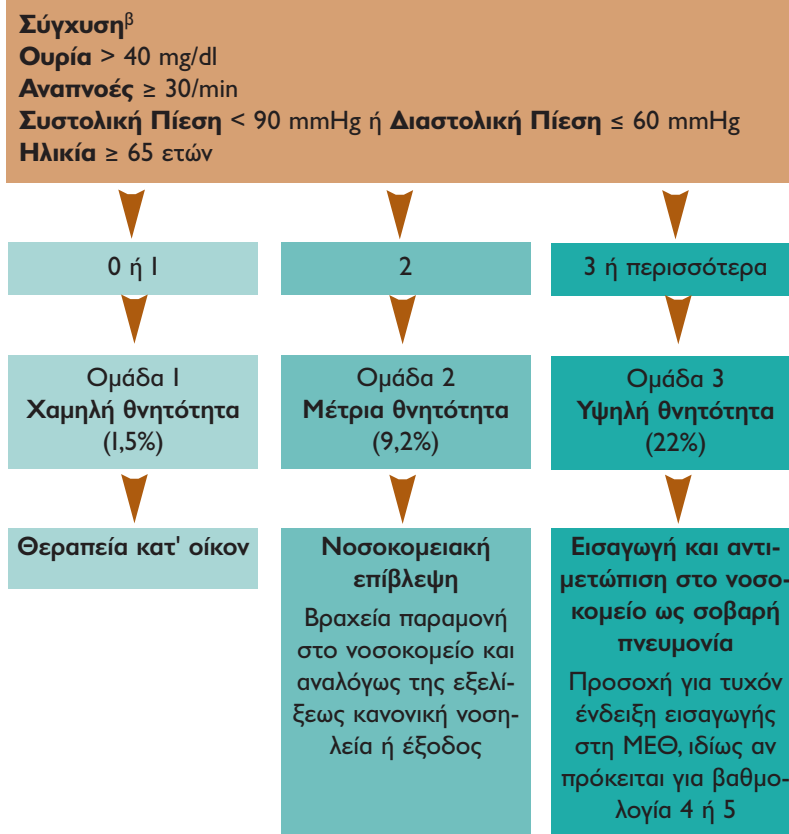 Σύγχυσηβ
Ουρία > 40 mg/dl
Αναπνοές ≥ 30/min
Συστολική Πίεση < 90 mmHg ή Διαστολική Πίεση ≤ 60 mmHg
Ηλικία ≥ 65 ετών
0 ή 1
2
3 ή περισσότερα
Ομάδα 1
Χαμηλή θνητότητα
(1,5%)
Ομάδα 2
Μέτρια θνητότητα
(9,2%)
Ομάδα 3
Υψηλή θνητότητα
(22%)
Θεραπεία κατ' οίκον
Νοσοκομειακή
επίβλεψη
Βραχεία παραμονή
στο νοσοκομείο και
αναλόγως της εξελί-
ξεως κανονική νοση-
λεία ή έξοδος
Εισαγωγή και αντι-
μετώπιση στο νοσο-
κομείο ως σοβαρή
πνευμονία
Προσοχή για τυχόν
ένδειξη εισαγωγής
στη ΜΕΘ, ιδίως αν
πρόκειται για βαθμο-
λογία 4 ή 5